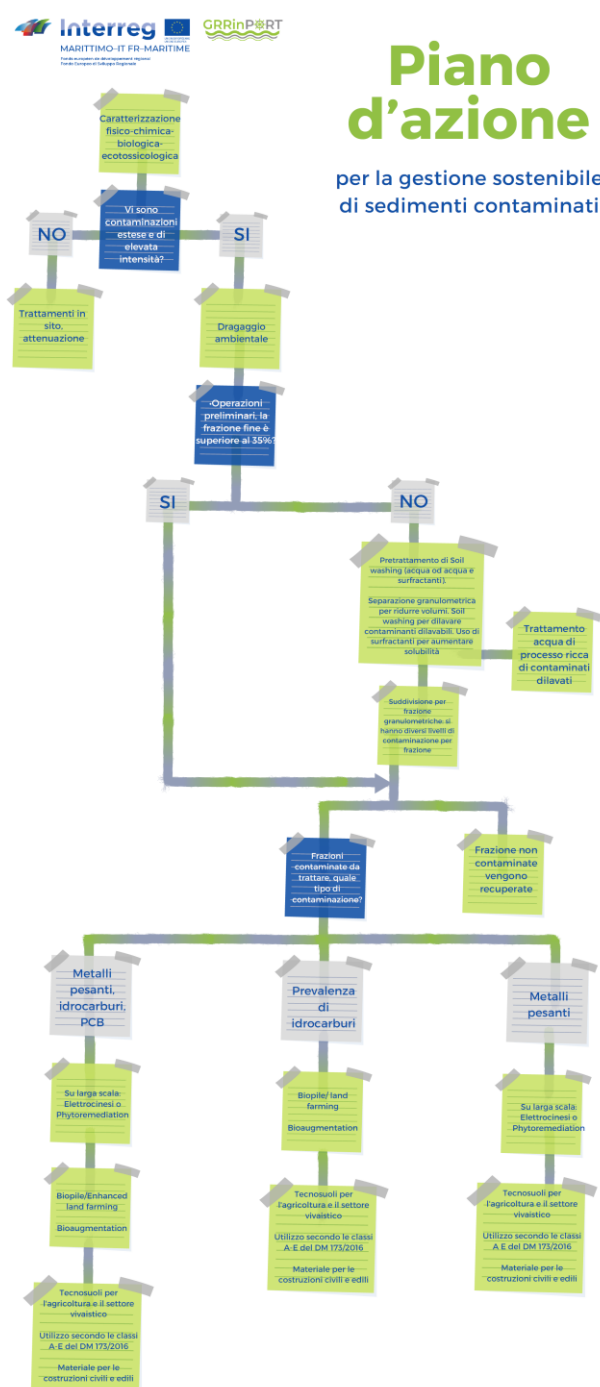 Interreg
MARITTIMO-IT FR-MARITIME
Fonds européen de développement régional
Fondo Europeo di Sviluppo Regionale
GRRinPORT
Piano
d'azione
per la gestione sostenibile
di sedimenti contaminati
Caratterizzazione
fisico-chimica-
biologica-
ecotossicologica
Vi sono
contaminazioni
estese e di
elevata
intensità?
NO
SI
Trattamenti in
sito,
attenuazione
Dragaggio
ambientale
•Operazioni
preliminari, la
frazione fine è
superiore al 35%?
SI
NO
Pretrattamento di Soil
washing (acqua od acqua e
surfractanti).
Separazione granulometrica
per ridurre volumi. Soil
washing per dilavare
contaminanti dilavabili. Uso di
surfractanti per aumentare
solubilità
Trattamento
acqua di
processo ricca
di contaminati
dilavati
Suddivisione per
frazione
granulometriche, si
hanno diversi livelli di
contaminazione per
frazione
Frazioni
contaminate da
trattare, quale
tipo di
contaminazione?
Frazione non
contaminate
vengono
recuperate
Metalli
pesanti,
idrocarburi,
PCB
Prevalenza
di
idrocarburi
Metalli
pesanti
Su larga scala:
Elettrocinesi o
Phytoremediation
Biopile/ land
farming
Bioaugmentation
Su larga scala:
Elettrocinesi o
Phytoremediation
Biopile/Enhanced
land farming
Bioaugmentation
Tecnosuoli per
l'agricoltura e il settore
vivaistico
Utilizzo secondo le classi
A-E del DM 173/2016
Materiale per le
costruzioni civili e edili
Tecnosuoli per
l'agricoltura e il settore
vivaistico
Utilizzo secondo le classi
A E del DM 173/2016
Materiale per le
costruzioni civili e edili
Tecnosuoli per
l'agricoltura e il settore
vivaistico
Utilizzo secondo le classi
A-E del DM 173/2016
Materiale per le
costruzioni civili e edili